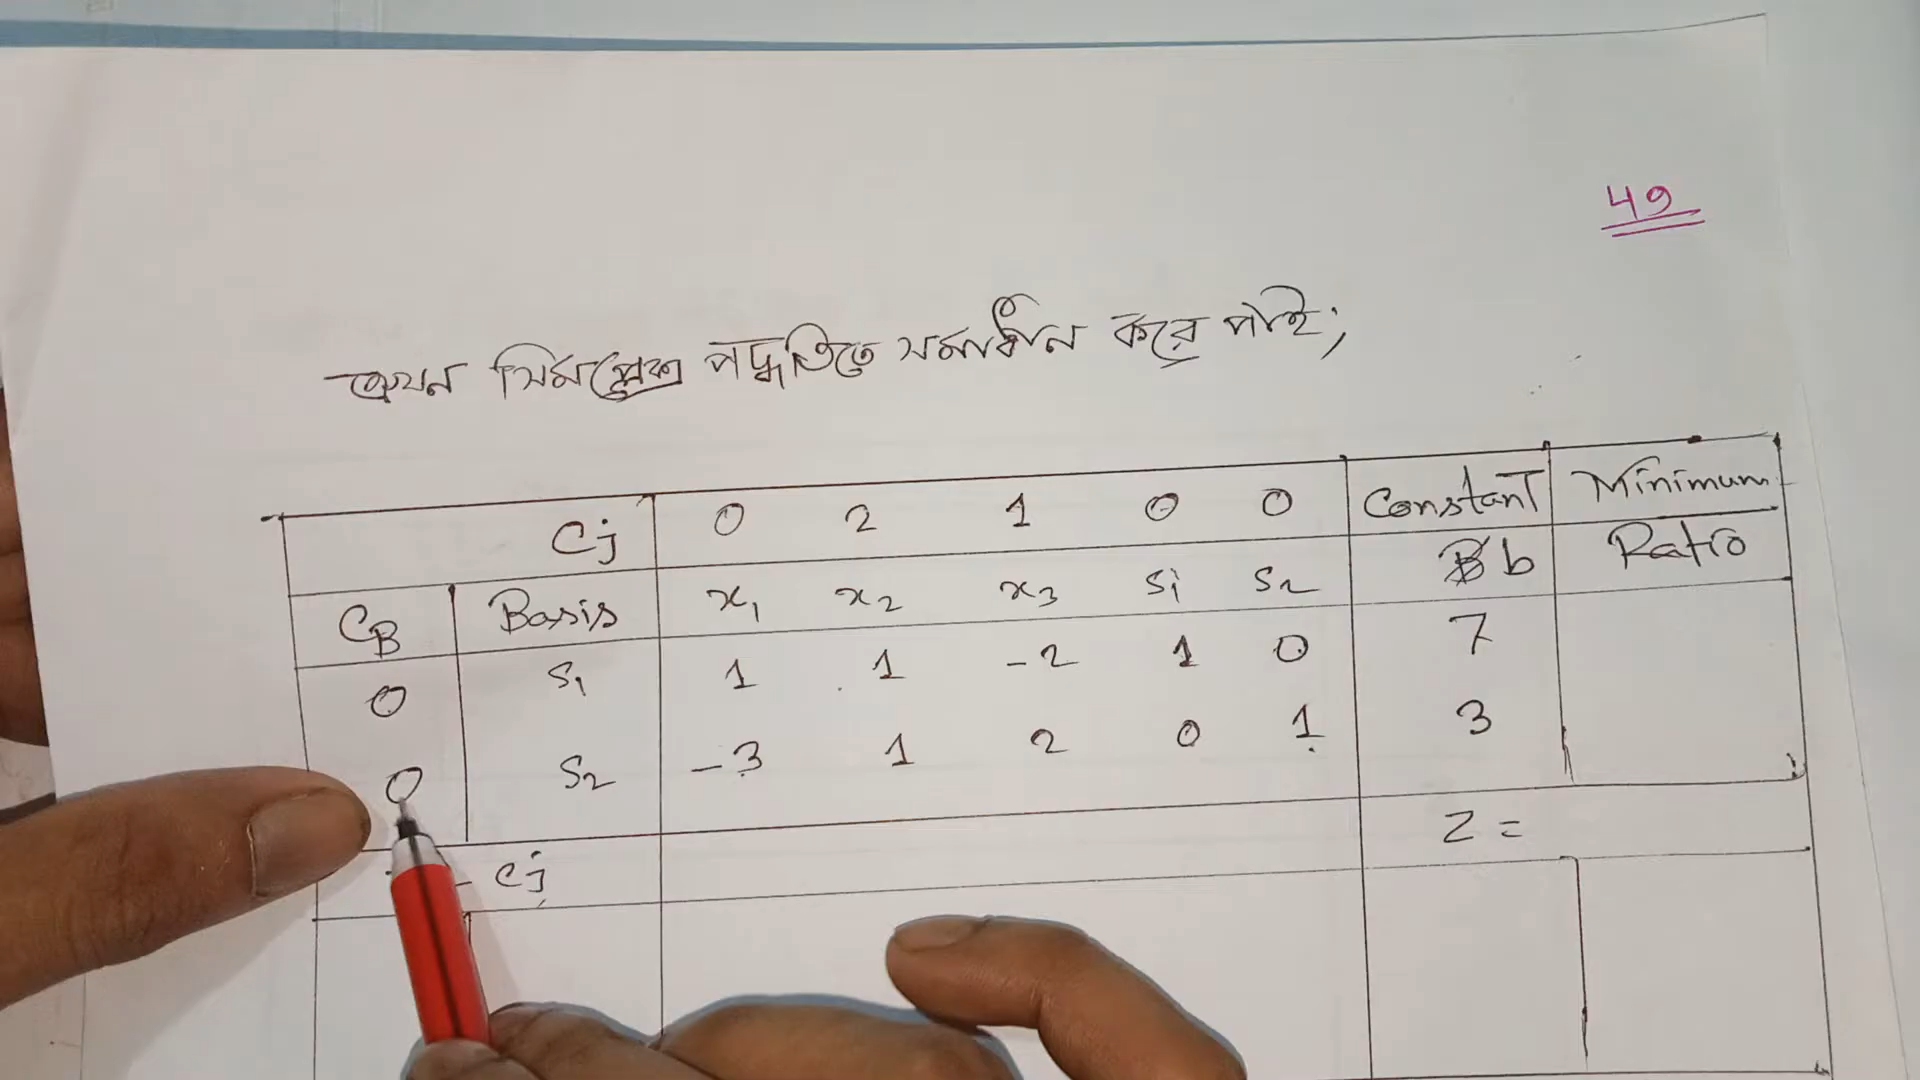 49
এখন সিমপ্লেক্স পদ্ধতিতে সমাধান করে পাই;
Cj 0 2 1 0 0 Constant Minimum
CB Basis x₁ x₂ x₃ S₁ S₂ b Ratio
0 S₁ 1 1 -2 1 0 7
0 S₂ -3 1 2 0 1 3
- Cj Z =